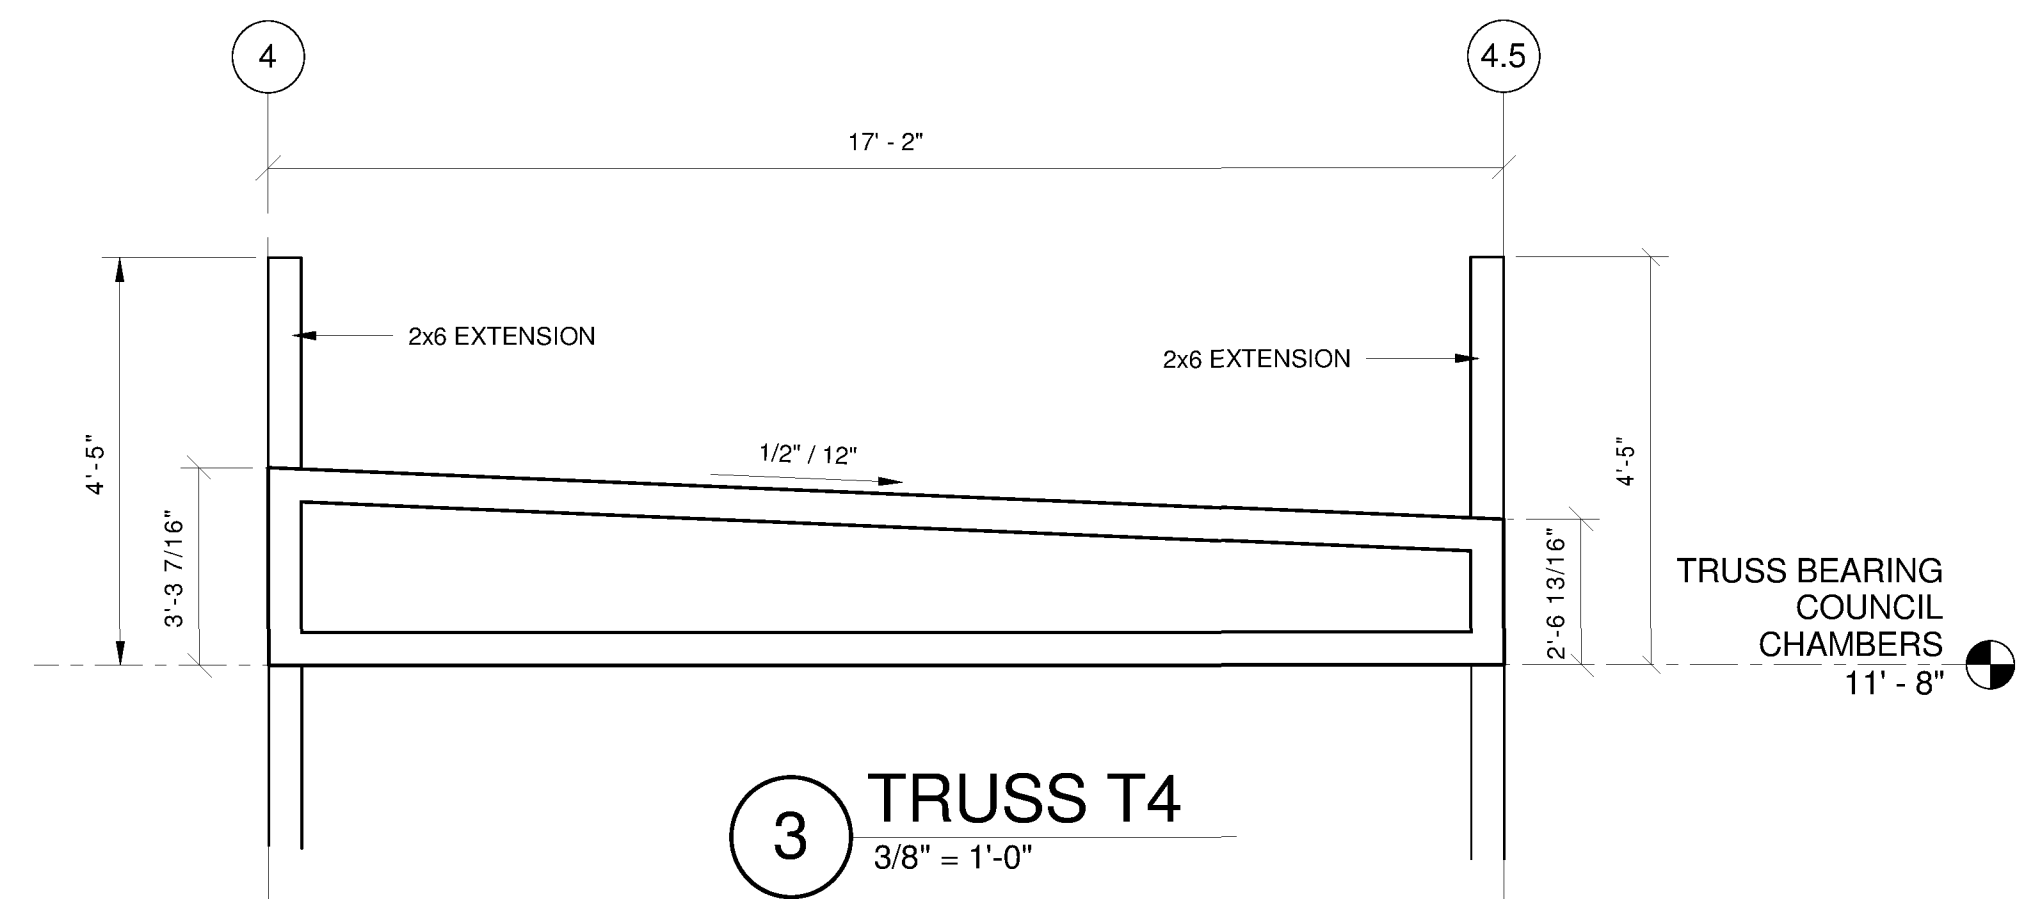 4
4.5
17' - 2"
2x6 EXTENSION
2x6 EXTENSION
4'-5"
3'-3 7/16"
1/2" / 12"
4'-5"
2'-6 13/16"
TRUSS BEARING
COUNCIL
CHAMBERS
11' - 8"
3
TRUSS T4
3/8" = 1'-0"